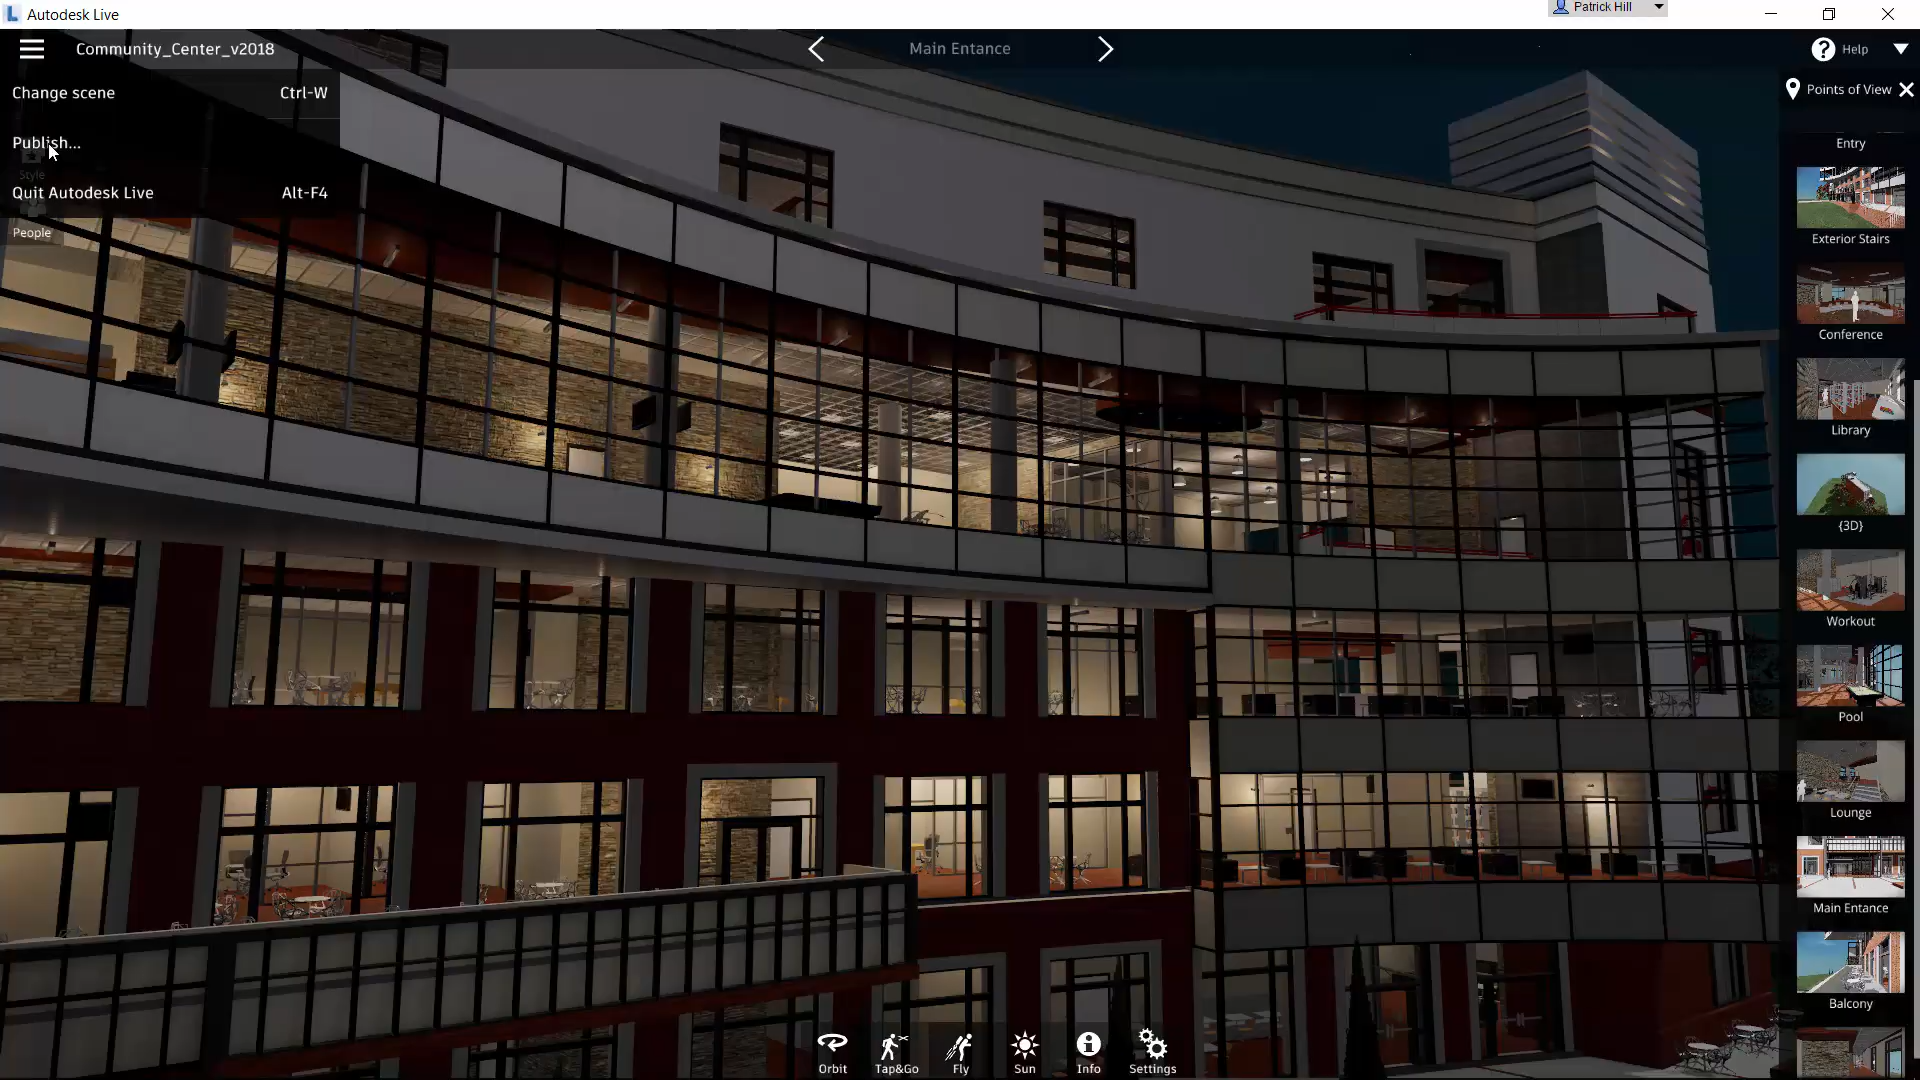 Autodesk Live
Patrick Hill
Community_Center_v2018
Main Entance
Help
Change scene Ctrl-W
Publish...
Style
Quit Autodesk Live Alt-F4
People
Points of View
Entry
Exterior Stairs
Conference
Library
{3D}
Workout
Pool
Lounge
Main Entance
Balcony
Orbit
Tap&Go
Fly
Sun
Info
Settings